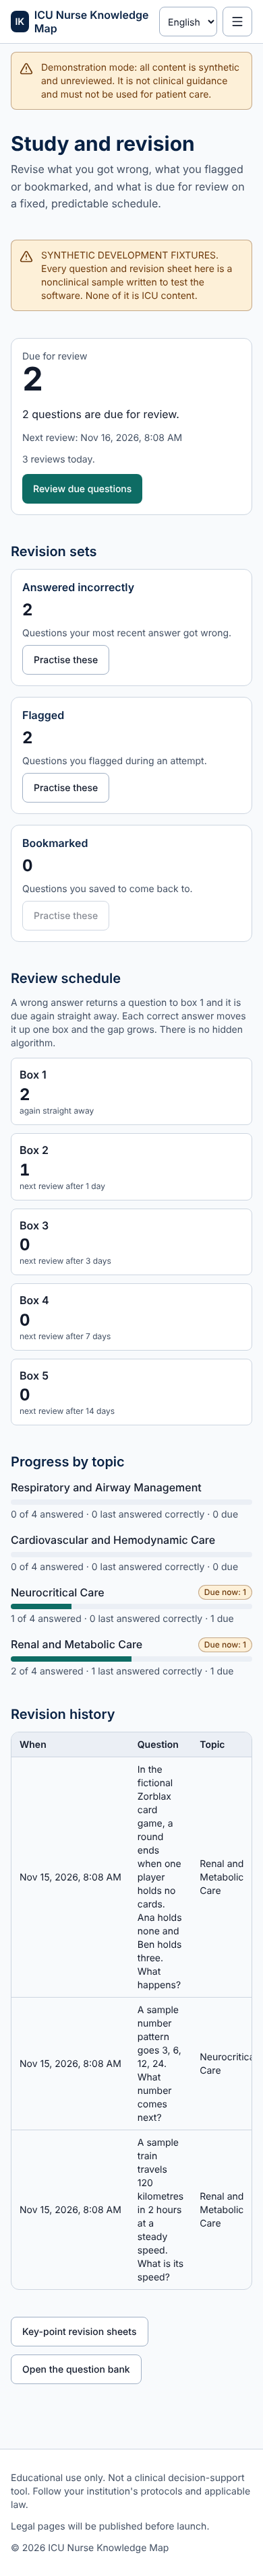 IK
ICU Nurse Knowledge
Map
English
Demonstration mode: all content is synthetic
and unreviewed. It is not clinical guidance
and must not be used for patient care.
Study and revision
Revise what you got wrong, what you flagged
or bookmarked, and what is due for review on
a fixed, predictable schedule.
SYNTHETIC DEVELOPMENT FIXTURES.
Every question and revision sheet here is a
nonclinical sample written to test the
software. None of it is ICU content.
Due for review
2
2 questions are due for review.
Next review: Nov 16, 2026, 8:08 AM
3 reviews today.
Review due questions
Revision sets
Answered incorrectly
2
Questions your most recent answer got wrong.
Practise these
Flagged
2
Questions you flagged during an attempt.
Practise these
Bookmarked
0
Questions you saved to come back to.
Practise these
Review schedule
A wrong answer returns a question to box 1 and it is
due again straight away. Each correct answer moves
it up one box and the gap grows. There is no hidden
algorithm.
Box 1
2
again straight away
Box 2
1
next review after 1 day
Box 3
0
next review after 3 days
Box 4
0
next review after 7 days
Box 5
0
next review after 14 days
Progress by topic
Respiratory and Airway Management
0 of 4 answered · 0 last answered correctly · 0 due
Cardiovascular and Hemodynamic Care
0 of 4 answered · 0 last answered correctly · 0 due
Neurocritical Care
Due now: 1
1 of 4 answered · 0 last answered correctly · 1 due
Renal and Metabolic Care
Due now: 1
2 of 4 answered · 1 last answered correctly · 1 due
Revision history
When Question Topic
Nov 15, 2026, 8:08 AM
In the
fictional
Zorblax
card
game, a
round
ends
when one
player
holds no
cards.
Ana holds
none and
Ben holds
three.
What
happens?
Renal and
Metabolic
Care
Nov 15, 2026, 8:08 AM
A sample
number
pattern
goes 3, 6,
12, 24.
What
number
comes
next?
Neurocritica
Care
Nov 15, 2026, 8:08 AM
A sample
train
travels
120
kilometres
in 2 hours
at a
steady
speed.
What is its
speed?
Renal and
Metabolic
Care
Key-point revision sheets
Open the question bank
Educational use only. Not a clinical decision-support
tool. Follow your institution's protocols and applicable
law.
Legal pages will be published before launch.
© 2026 ICU Nurse Knowledge Map